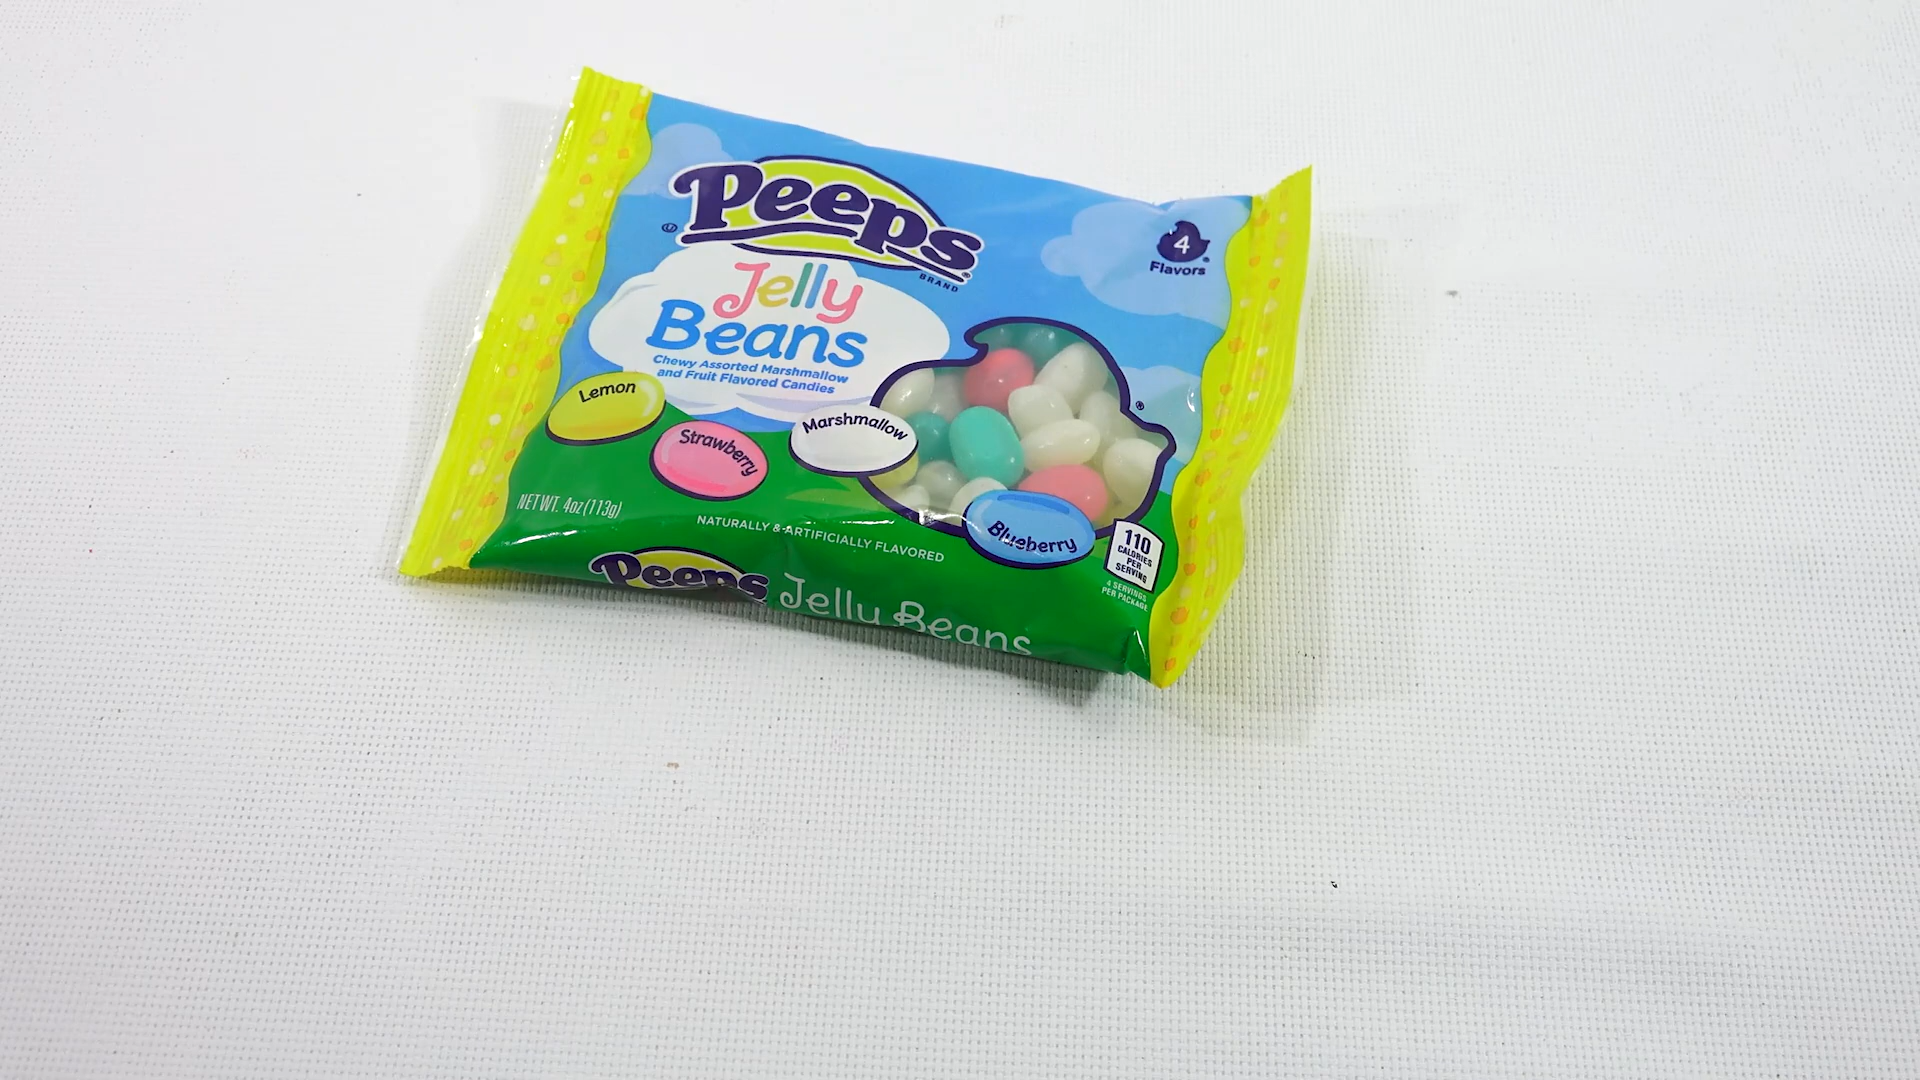 Peeps
BRAND
4
Flavors
Jelly
Beans
Chewy Assorted Marshmallow
and Fruit Flavored Candies
Lemon
Strawberry
Marshmallow
Blueberry
NET WT. 4oz (113g)
NATURALLY & ARTIFICIALLY FLAVORED
110
CALORIES
PER
SERVING
4 SERVINGS
PER PACKAGE
Peeps Jelly Beans